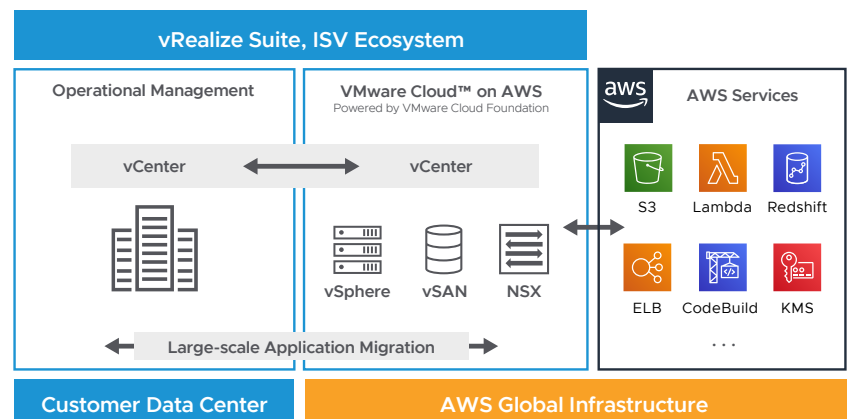 vRealize Suite, ISV Ecosystem
Operational Management
VMware Cloud™ on AWS
Powered by VMware Cloud Foundation
aws
AWS Services
vCenter
vCenter
S3
Lambda
Redshift
vSphere
vSAN
NSX
ELB
CodeBuild
KMS
...
Large-scale Application Migration
Customer Data Center
AWS Global Infrastructure